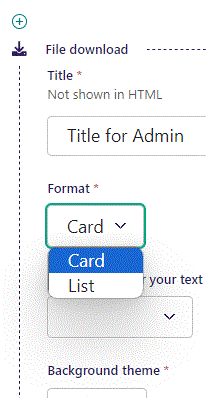 File download
Title *
Not shown in HTML
Title for Admin
Format *
Card
Card
List
r your text
Background theme *